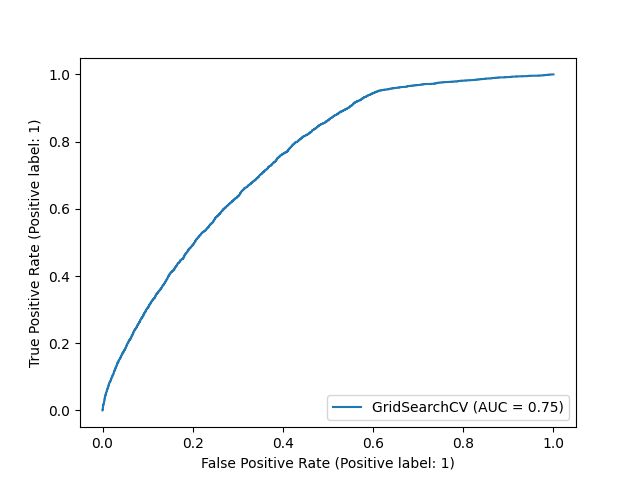 1.0
0.8
0.6
0.4
0.2
0.0
True Positive Rate (Positive label: 1)
GridSearchCV (AUC = 0.75)
0.0 0.2 0.4 0.6 0.8 1.0
False Positive Rate (Positive label: 1)